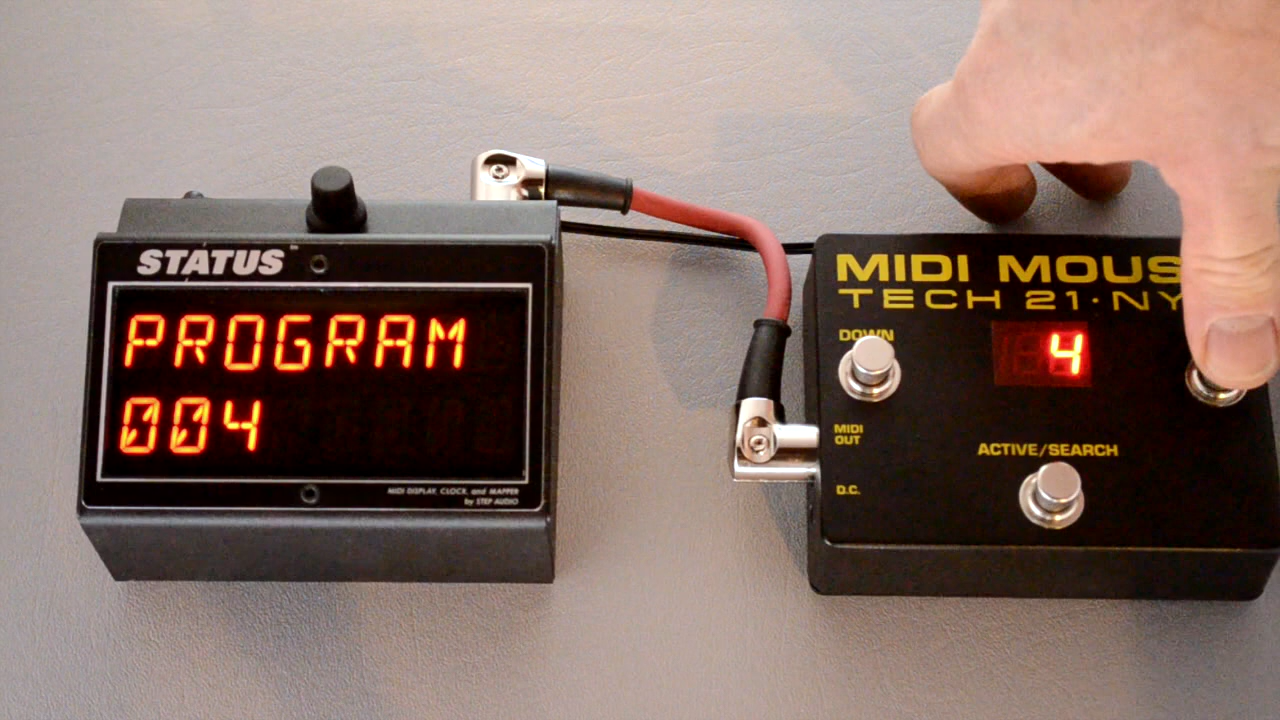 STATUS™
PROGRAM
004
MIDI DISPLAY, CLOCK, and MAPPER
by STEP AUDIO
MIDI MOUS
TECH 21·NY
DOWN
4
MIDI
OUT
ACTIVE/SEARCH
D.C.